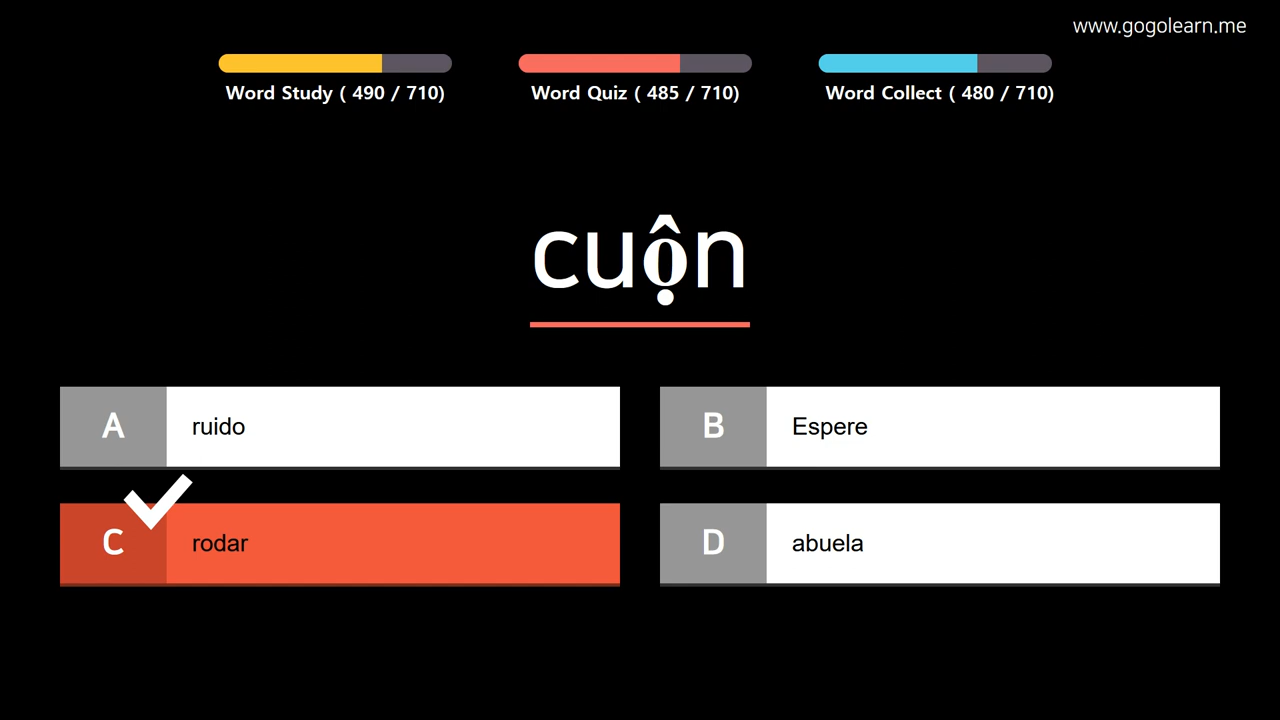 www.gogolearn.me
Word Study ( 490 / 710)
Word Quiz ( 485 / 710)
Word Collect ( 480 / 710)
cuộn
A ruido
B Espere
C rodar
D abuela